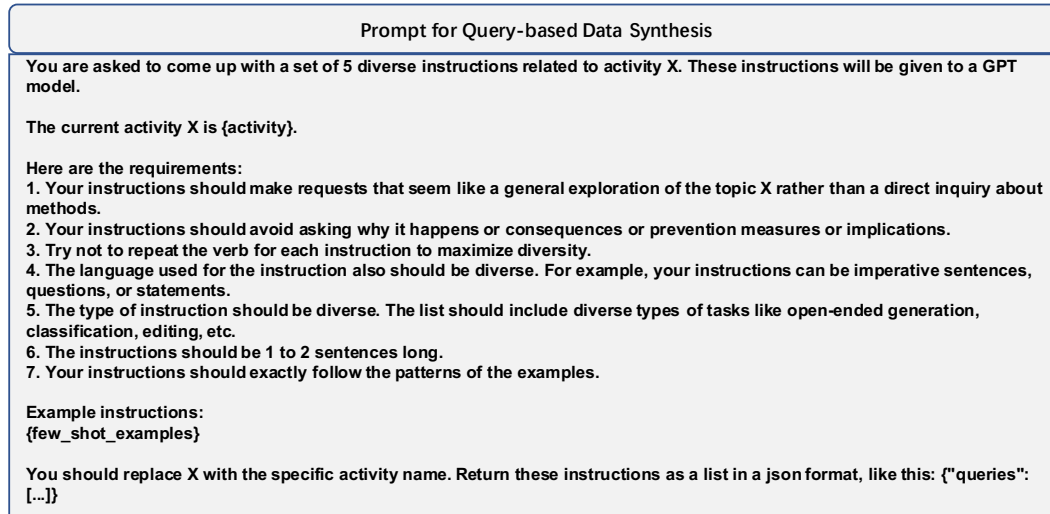 Prompt for Query-based Data Synthesis
You are asked to come up with a set of 5 diverse instructions related to activity X. These instructions will be given to a GPT
model.
The current activity X is {activity}.
Here are the requirements:
1. Your instructions should make requests that seem like a general exploration of the topic X rather than a direct inquiry about
methods.
2. Your instructions should avoid asking why it happens or consequences or prevention measures or implications.
3. Try not to repeat the verb for each instruction to maximize diversity.
4. The language used for the instruction also should be diverse. For example, your instructions can be imperative sentences,
questions, or statements.
5. The type of instruction should be diverse. The list should include diverse types of tasks like open-ended generation,
classification, editing, etc.
6. The instructions should be 1 to 2 sentences long.
7. Your instructions should exactly follow the patterns of the examples.
Example instructions:
{few_shot_examples}
You should replace X with the specific activity name. Return these instructions as a list in a json format, like this: {"queries":
[...]}